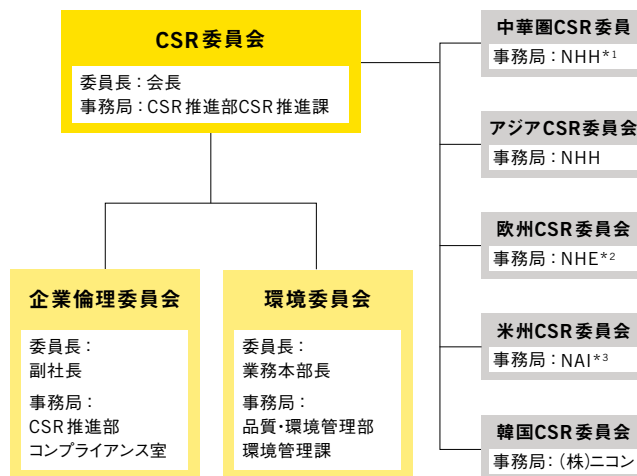 CSR委員会
委員長：会長
事務局：CSR推進部CSR推進課
企業倫理委員会
委員長：
副社長
事務局：
CSR推進部
コンプライアンス室
環境委員会
委員長：
業務本部長
事務局：
品質・環境管理部
環境管理課
中華圏CSR委員
事務局：NHH*1
アジアCSR委員会
事務局：NHH
欧州CSR委員会
事務局：NHE*2
米州CSR委員会
事務局：NAI*3
韓国CSR委員会
事務局：(株)ニコン